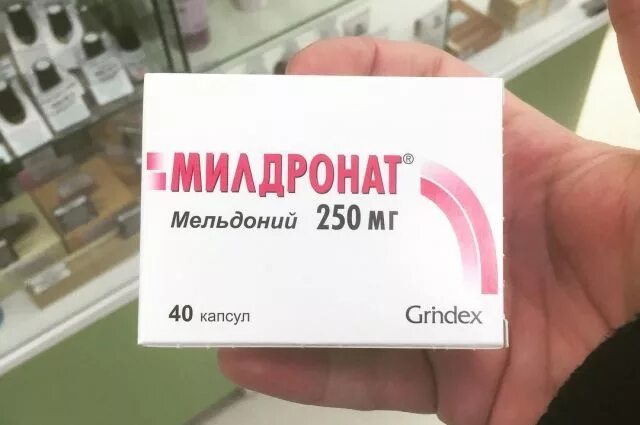 МИЛДРОНАТ®
Мельдоний 250 мг
40 капсул Grindex